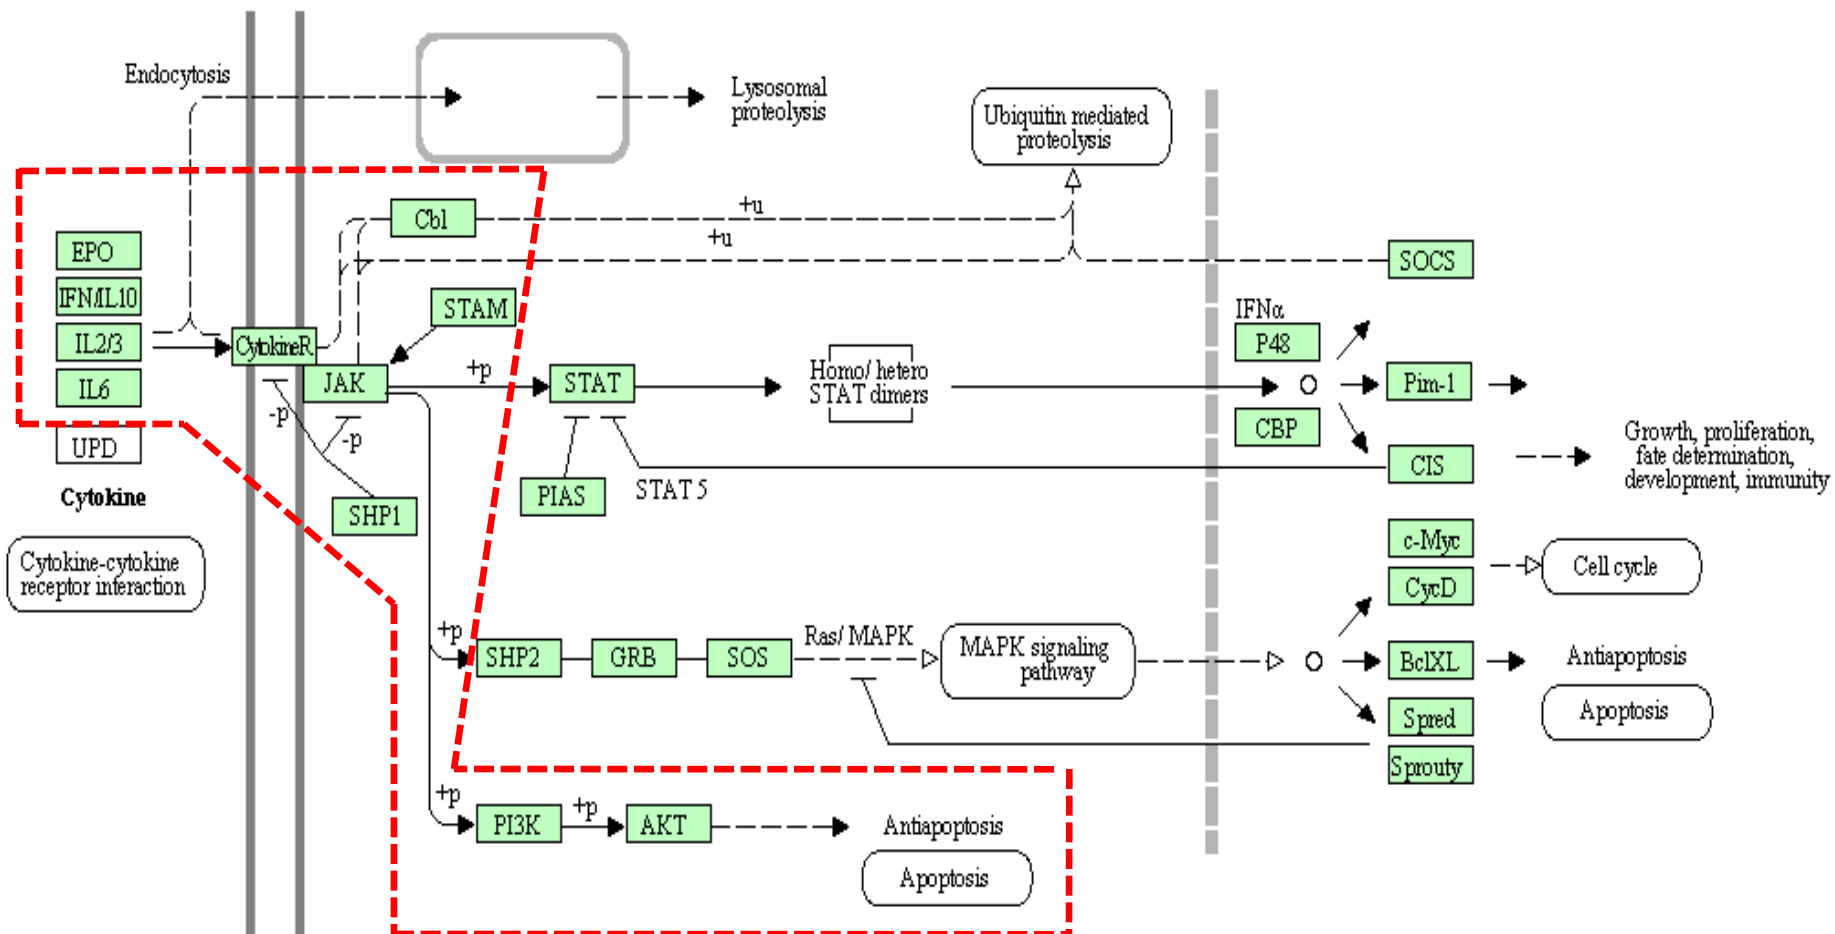 Endocytosis
Lysosomal
proteolysis
Ubiquitin mediated
proteolysis
Cbl
+u
+u
EPO
IFN/IL10
IL2/3
IL6
UPD
Cytokine
Cytokine-cytokine
receptor interaction
CytokineR
JAK
STAM
-p
-p
SHP1
+p
STAT
PIAS
STAT 5
Homo/ hetero
STAT dimers
IFNα
P48
CBP
SOCS
Pim-1
CIS
Growth, proliferation,
fate determination,
development, immunity
c-Myc
CycD
Cell cycle
+p
SHP2
GRB
SOS
Ras/ MAPK
MAPK signaling
pathway
BclXL
Antiapoptosis
Apoptosis
Spred
Sprouty
+p
PI3K
+p
AKT
Antiapoptosis
Apoptosis